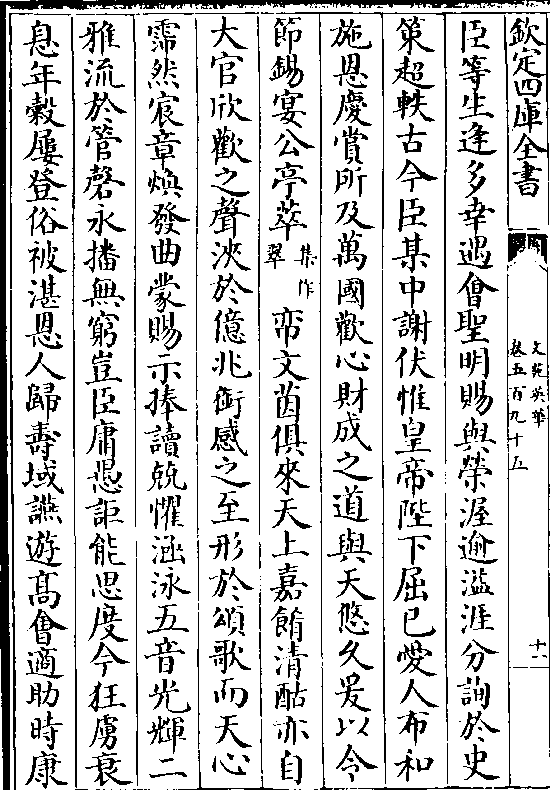 欽定四庫全書
文苑英華
卷五百九十五
十一
臣等生逢多幸遇會聖明賜與榮渥逾溢涯分詢於史
策超軼古今臣某中謝伏惟皇帝陛下屈已愛人布和
施恩慶賞所及萬國歡心財成之道與天悠久爰以令
節錫宴公亭萃集作翠帟文茵俱來天上嘉餚清酤亦自
大官欣歡之聲浹於億兆銜感之至形於頌歌而天心
霈然宸章煥發曲蒙賜示捧讀兢懼涵泳五音光輝二
雅流於管磬永播無窮豈臣庸愚詎能思度今狂虜衰
息年穀屢登俗被湛恩人歸壽域讌遊高會適助時康